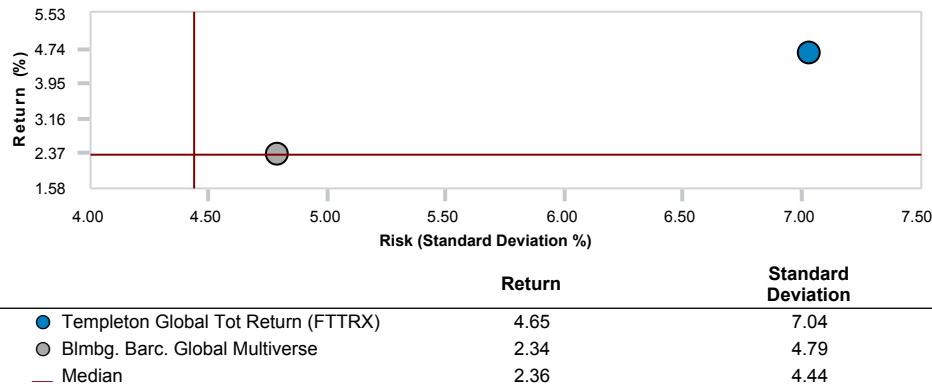 5.53
4.74
3.95
3.16
2.37
1.58
Return (%)
4.00 4.50 5.00 5.50 6.00 6.50 7.00 7.50
Risk (Standard Deviation %)
Return Standard Deviation
Templeton Global Tot Return (FTTRX) 4.65 7.04
Blmbg. Barc. Global Multiverse 2.34 4.79
Median 2.36 4.44